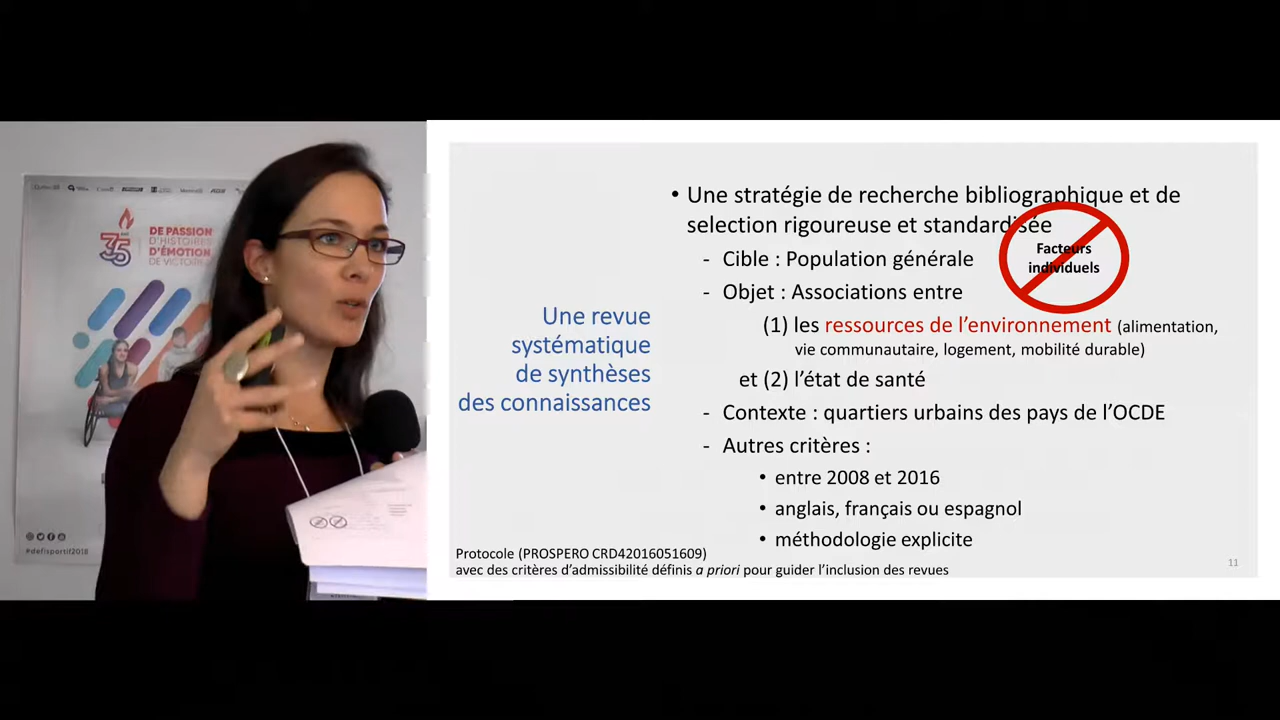 35
DE PASSION
D'HISTOIRES
D'ÉMOTION
DE VICTOIRES
#defisportif2018
Une revue
systématique
de synthèses
des connaissances
• Une stratégie de recherche bibliographique et de
selection rigoureuse et standardisée
Facteurs
individuels
- Cible : Population générale
- Objet : Associations entre
(1) les ressources de l'environnement (alimentation,
vie communautaire, logement, mobilité durable)
et (2) l'état de santé
- Contexte : quartiers urbains des pays de l'OCDE
- Autres critères :
• entre 2008 et 2016
• anglais, français ou espagnol
• méthodologie explicite
Protocole (PROSPERO CRD42016051609)
avec des critères d'admissibilité définis a priori pour guider l'inclusion des revues
11